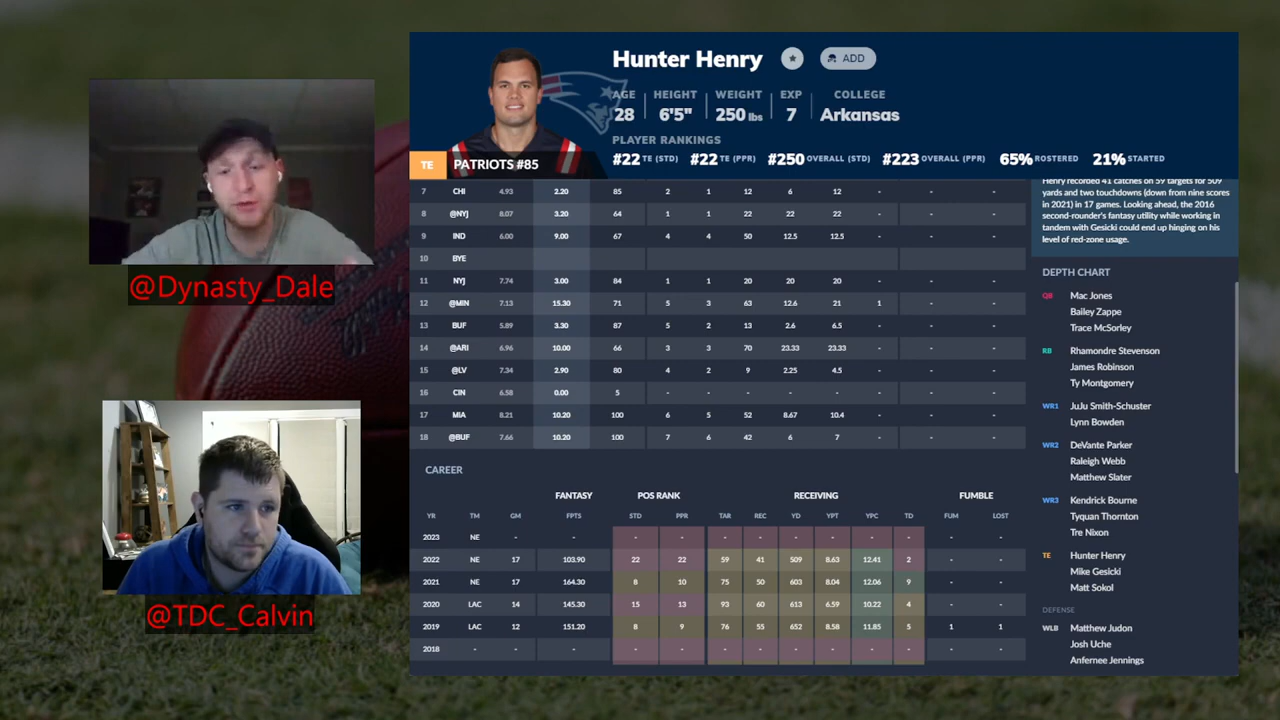 @Dynasty_Dale
@TDC_Calvin
Hunter Henry ADD
AGE HEIGHT WEIGHT EXP COLLEGE
28 6'5" 250 lbs 7 Arkansas
PLAYER RANKINGS
#22 TE (STD) #22 TE (PPR) #250 OVERALL (STD) #223 OVERALL (PPR) 65% ROSTERED 21% STARTED
TE PATRIOTS #85
7 CHI 4.93 2.20 85 2 1 12 6 12 - - -
8 @NYJ 8.07 3.20 64 1 1 22 22 22 - - -
9 IND 6.00 9.00 67 4 4 50 12.5 12.5 - - -
10 BYE
11 NYJ 7.74 3.00 84 1 1 20 20 20 - - -
12 @MIN 7.13 15.30 71 5 3 63 12.6 21 1 - -
13 BUF 5.89 3.30 87 5 2 13 2.6 6.5 - - -
14 @ARI 6.96 10.00 66 3 3 70 23.33 23.33 - - -
15 @LV 7.34 2.90 80 4 2 9 2.25 4.5 - - -
16 CIN 6.58 0.00 5 - - - - - - - -
17 MIA 8.21 10.20 100 6 5 52 8.67 10.4 - - -
18 @BUF 7.66 10.20 100 7 6 42 6 7 - - -
CAREER
FANTASY POS RANK RECEIVING FUMBLE
YR TM GM FPTS STD PPR TAR REC YD YPT YPC TD FUM LOST
2023 NE - - - - - - - - - - - -
2022 NE 17 103.90 22 22 59 41 509 8.63 12.41 2 - -
2021 NE 17 164.30 8 10 75 50 603 8.04 12.06 9 - -
2020 LAC 14 145.30 15 13 93 60 613 6.59 10.22 4 - -
2019 LAC 12 151.20 8 9 76 55 652 8.58 11.85 5 1 1
2018 - - - - - - - - - - - - -
Henry recorded 41 catches on 59 targets for 509
yards and two touchdowns (down from nine scores
in 2021) in 17 games. Looking ahead, the 2016
second-rounder's fantasy utility while working in
tandem with Gesicki could end up hinging on his
level of red-zone usage.
DEPTH CHART
QB Mac Jones
Bailey Zappe
Trace McSorley
RB Rhamondre Stevenson
James Robinson
Ty Montgomery
WR1 JuJu Smith-Schuster
Lynn Bowden
WR2 DeVante Parker
Raleigh Webb
Matthew Slater
WR3 Kendrick Bourne
Tyquan Thornton
Tre Nixon
TE Hunter Henry
Mike Gesicki
Matt Sokol
DEFENSE
WLB Matthew Judon
Josh Uche
Anfernee Jennings